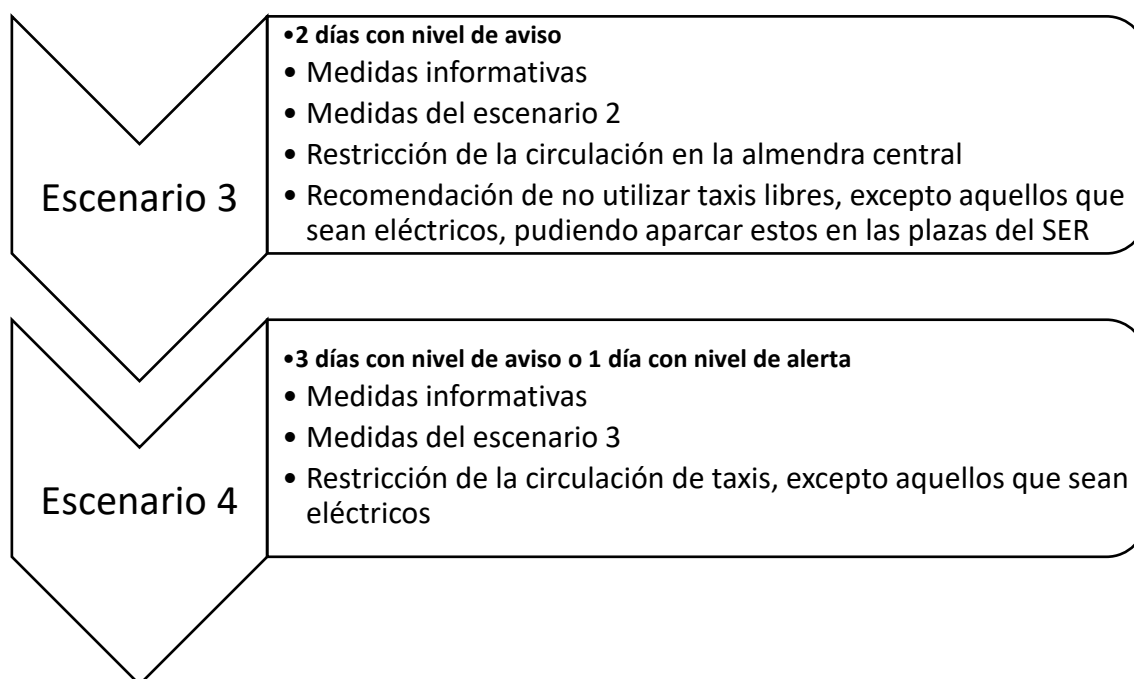 Escenario 3
•2 días con nivel de aviso
• Medidas informativas
• Medidas del escenario 2
• Restricción de la circulación en la almendra central
• Recomendación de no utilizar taxis libres, excepto aquellos que
sean eléctricos, pudiendo aparcar estos en las plazas del SER
Escenario 4
•3 días con nivel de aviso o 1 día con nivel de alerta
• Medidas informativas
• Medidas del escenario 3
• Restricción de la circulación de taxis, excepto aquellos que sean
eléctricos